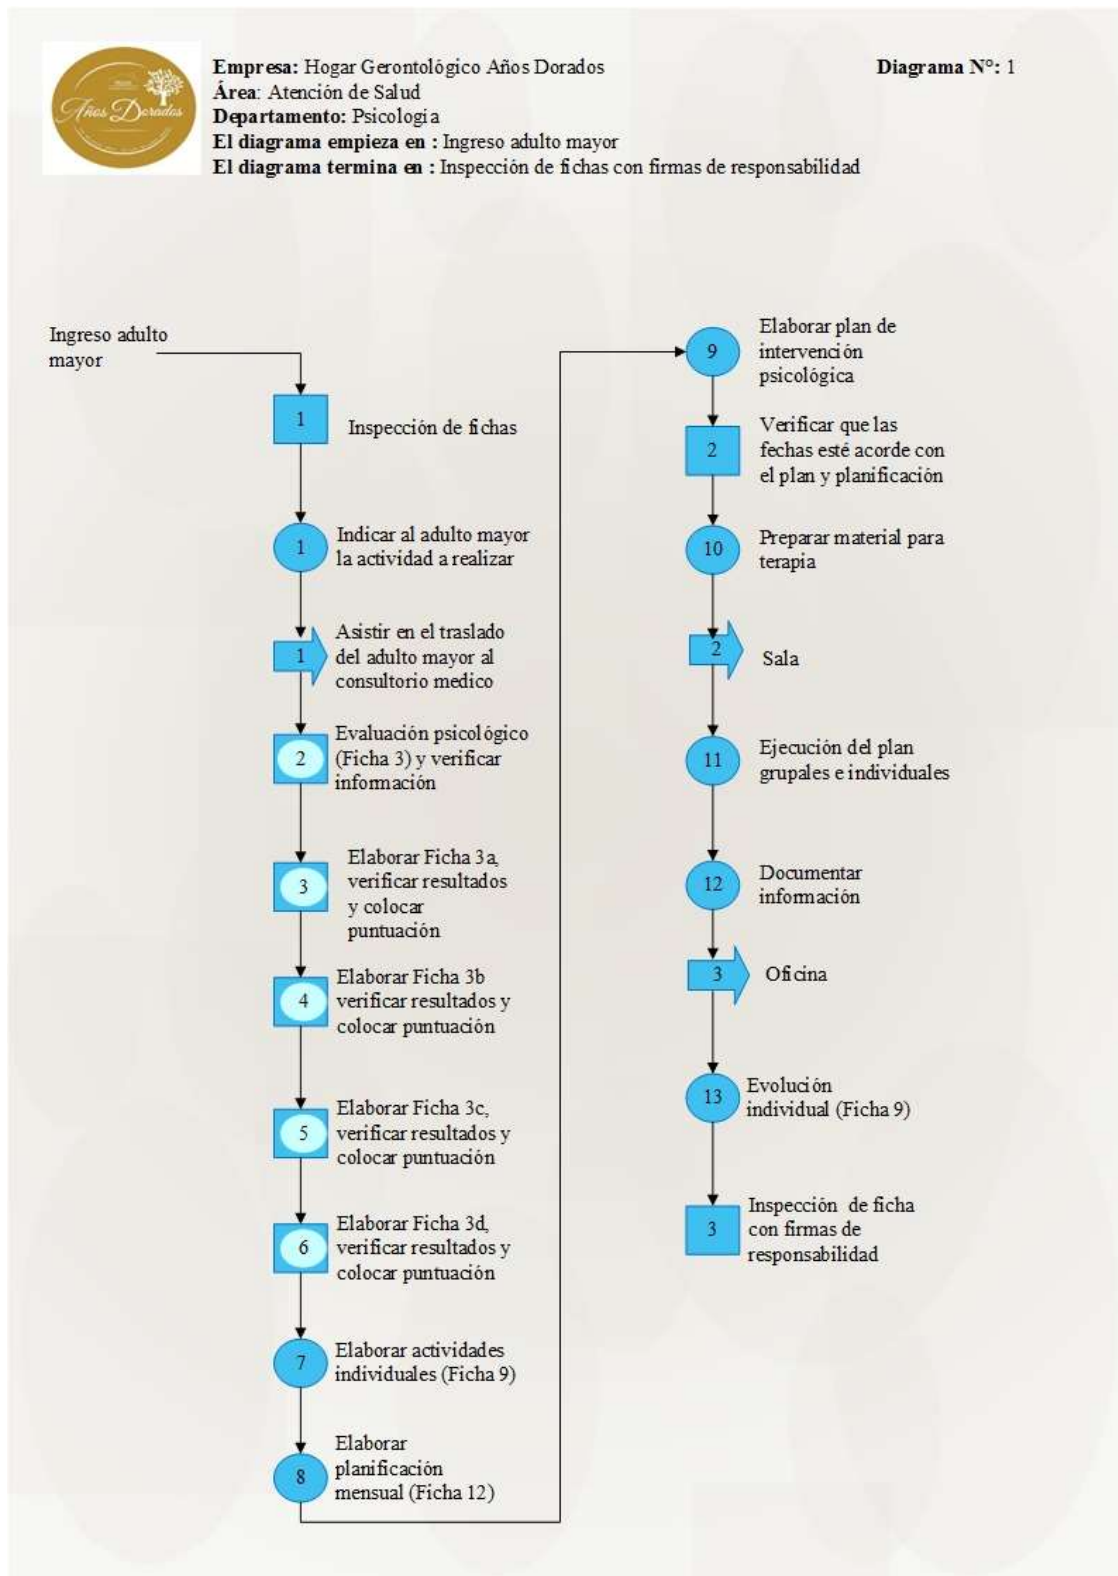 Años Dorados
Empresa: Hogar Gerontológico Años Dorados
Diagrama N°: 1
Área: Atención de Salud
Departamento: Psicología
El diagrama empieza en : Ingreso adulto mayor
El diagrama termina en : Inspección de fichas con firmas de responsabilidad
Ingreso adulto
mayor
1
Inspección de fichas
1
Indicar al adulto mayor
la actividad a realizar
1
Asistir en el traslado
del adulto mayor al
consultorio medico
2
Evaluación psicológico
(Ficha 3) y verificar
información
3
Elaborar Ficha 3a,
verificar resultados
y colocar
puntuación
4
Elaborar Ficha 3b
verificar resultados y
colocar puntuación
5
Elaborar Ficha 3c,
verificar resultados y
colocar puntuación
6
Elaborar Ficha 3d,
verificar resultados y
colocar puntuación
7
Elaborar actividades
individuales (Ficha 9)
8
Elaborar
planificación
mensual (Ficha 12)
9
Elaborar plan de
intervención
psicológica
2
Verificar que las
fechas esté acorde con
el plan y planificación
10
Preparar material para
terapia
2
Sala
11
Ejecución del plan
grupales e individuales
12
Documentar
información
3
Oficina
13
Evolución
individual (Ficha 9)
3
Inspección de ficha
con firmas de
responsabilidad